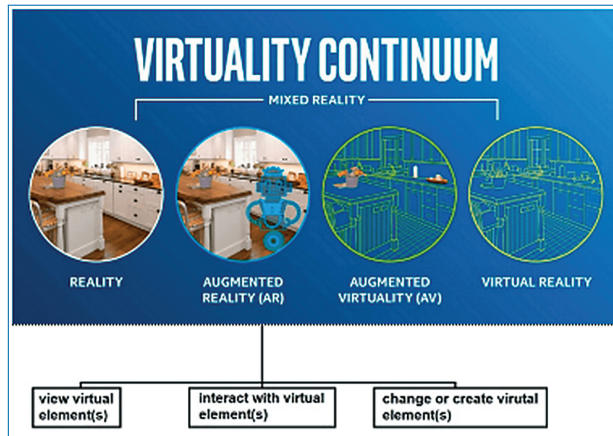 VIRTUALITY CONTINUUM
MIXED REALITY
REALITY
AUGMENTED
REALITY (AR)
AUGMENTED
VIRTUALITY (AV)
VIRTUAL REALITY
view virtual
element(s)
interact with virtual
element(s)
change or create virutal
element(s)